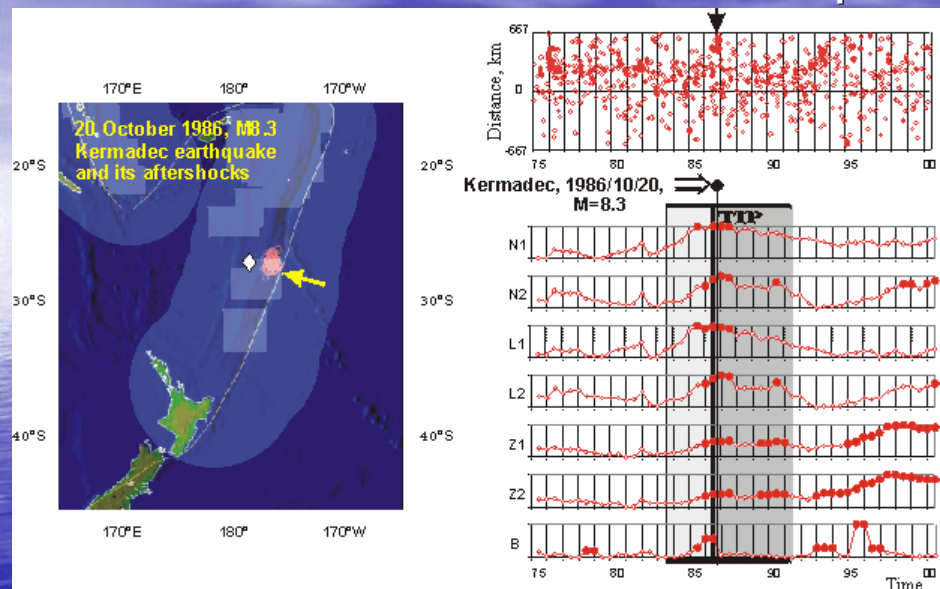 170°E 180° 170°W
20, October 1986, M8.3
Kermadec earthquake
and its aftershocks
20°S 20°S
30°S 30°S
40°S 40°S
170°E 180° 170°W
667
0
-667
Distance, km
75 80 85 90 95 00
Kermadec, 1986/10/20,
M=8.3
TIP
N1
N2
L1
L2
Z1
Z2
B
75 80 85 90 95 00
Time